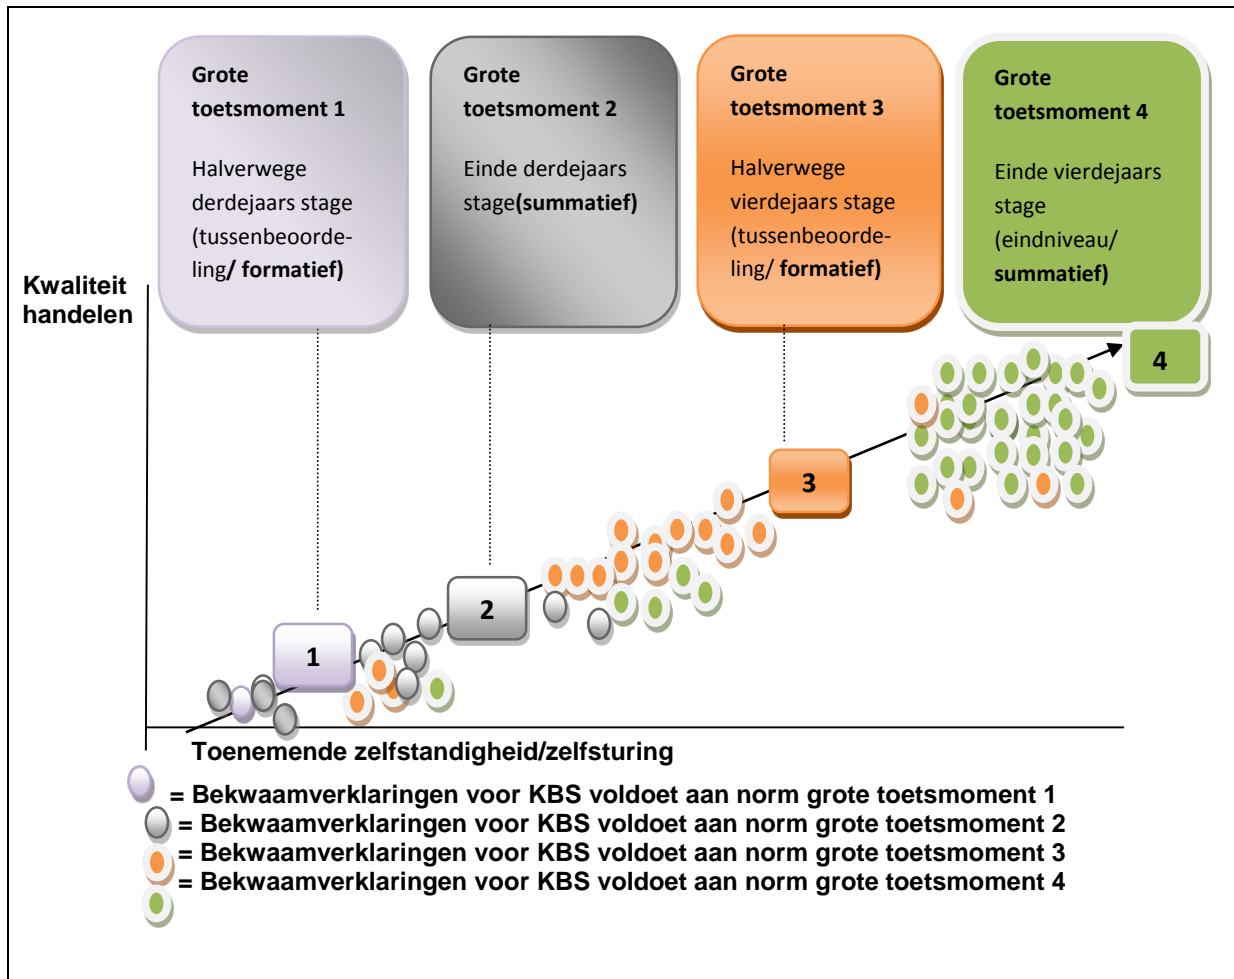 Grote
toetsmoment 1
Halverwege
derdejaars stage
(tussenbeoorde-
ling/ formatief)
Grote
toetsmoment 2
Einde derdejaars
stage(summatief)
Grote
toetsmoment 3
Halverwege
vierdejaars stage
(tussenbeoorde-
ling/ formatief)
Grote
toetsmoment 4
Einde vierdejaars
stage
(eindniveau/
summatief)
Kwaliteit
handelen
4
3
2
1
Toenemende zelfstandigheid/zelfsturing
= Bekwaamverklaringen voor KBS voldoet aan norm grote toetsmoment 1
= Bekwaamverklaringen voor KBS voldoet aan norm grote toetsmoment 2
= Bekwaamverklaringen voor KBS voldoet aan norm grote toetsmoment 3
= Bekwaamverklaringen voor KBS voldoet aan norm grote toetsmoment 4